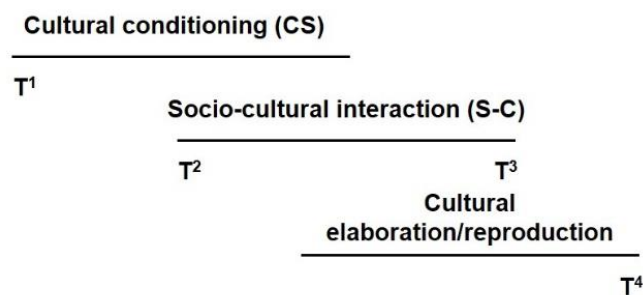 Cultural conditioning (CS)
T¹
Socio-cultural interaction (S-C)
T² T³
Cultural
elaboration/reproduction
T⁴